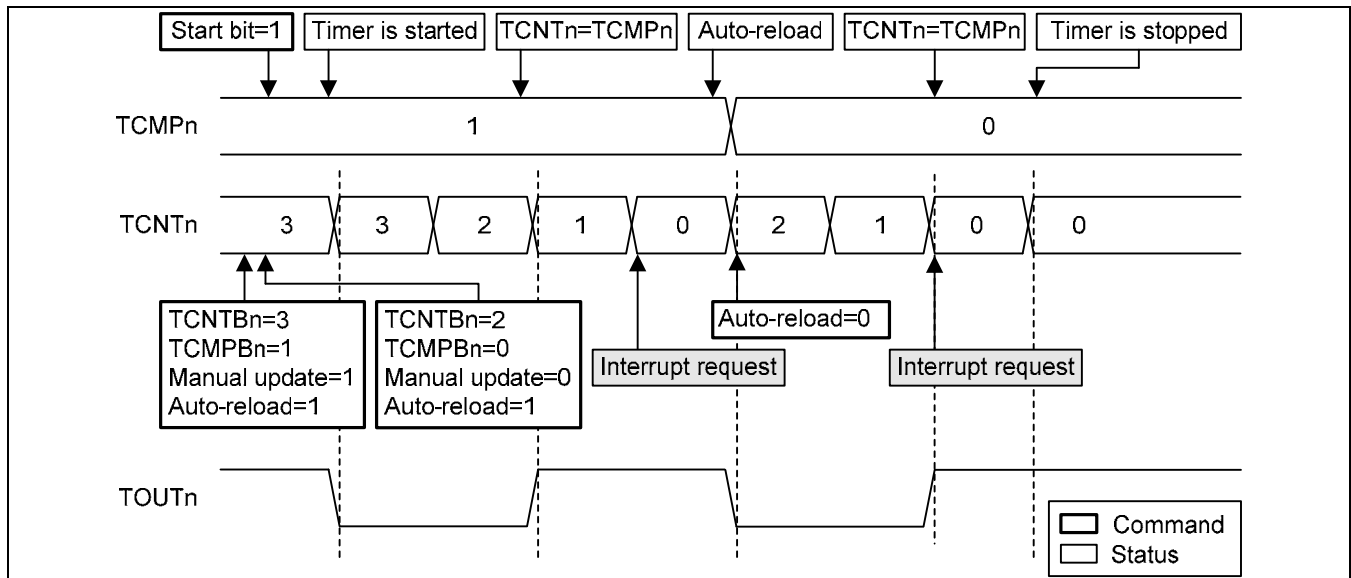 Start bit=1 Timer is started TCNTn=TCMPn Auto-reload TCNTn=TCMPn Timer is stopped
TCMPn 1 0
TCNTn 3 3 2 1 0 2 1 0 0
TCNTBn=3
TCMPBn=1
Manual update=1
Auto-reload=1
TCNTBn=2
TCMPBn=0
Manual update=0
Auto-reload=1
Interrupt request
Auto-reload=0
Interrupt request
TOUTn
Command
Status